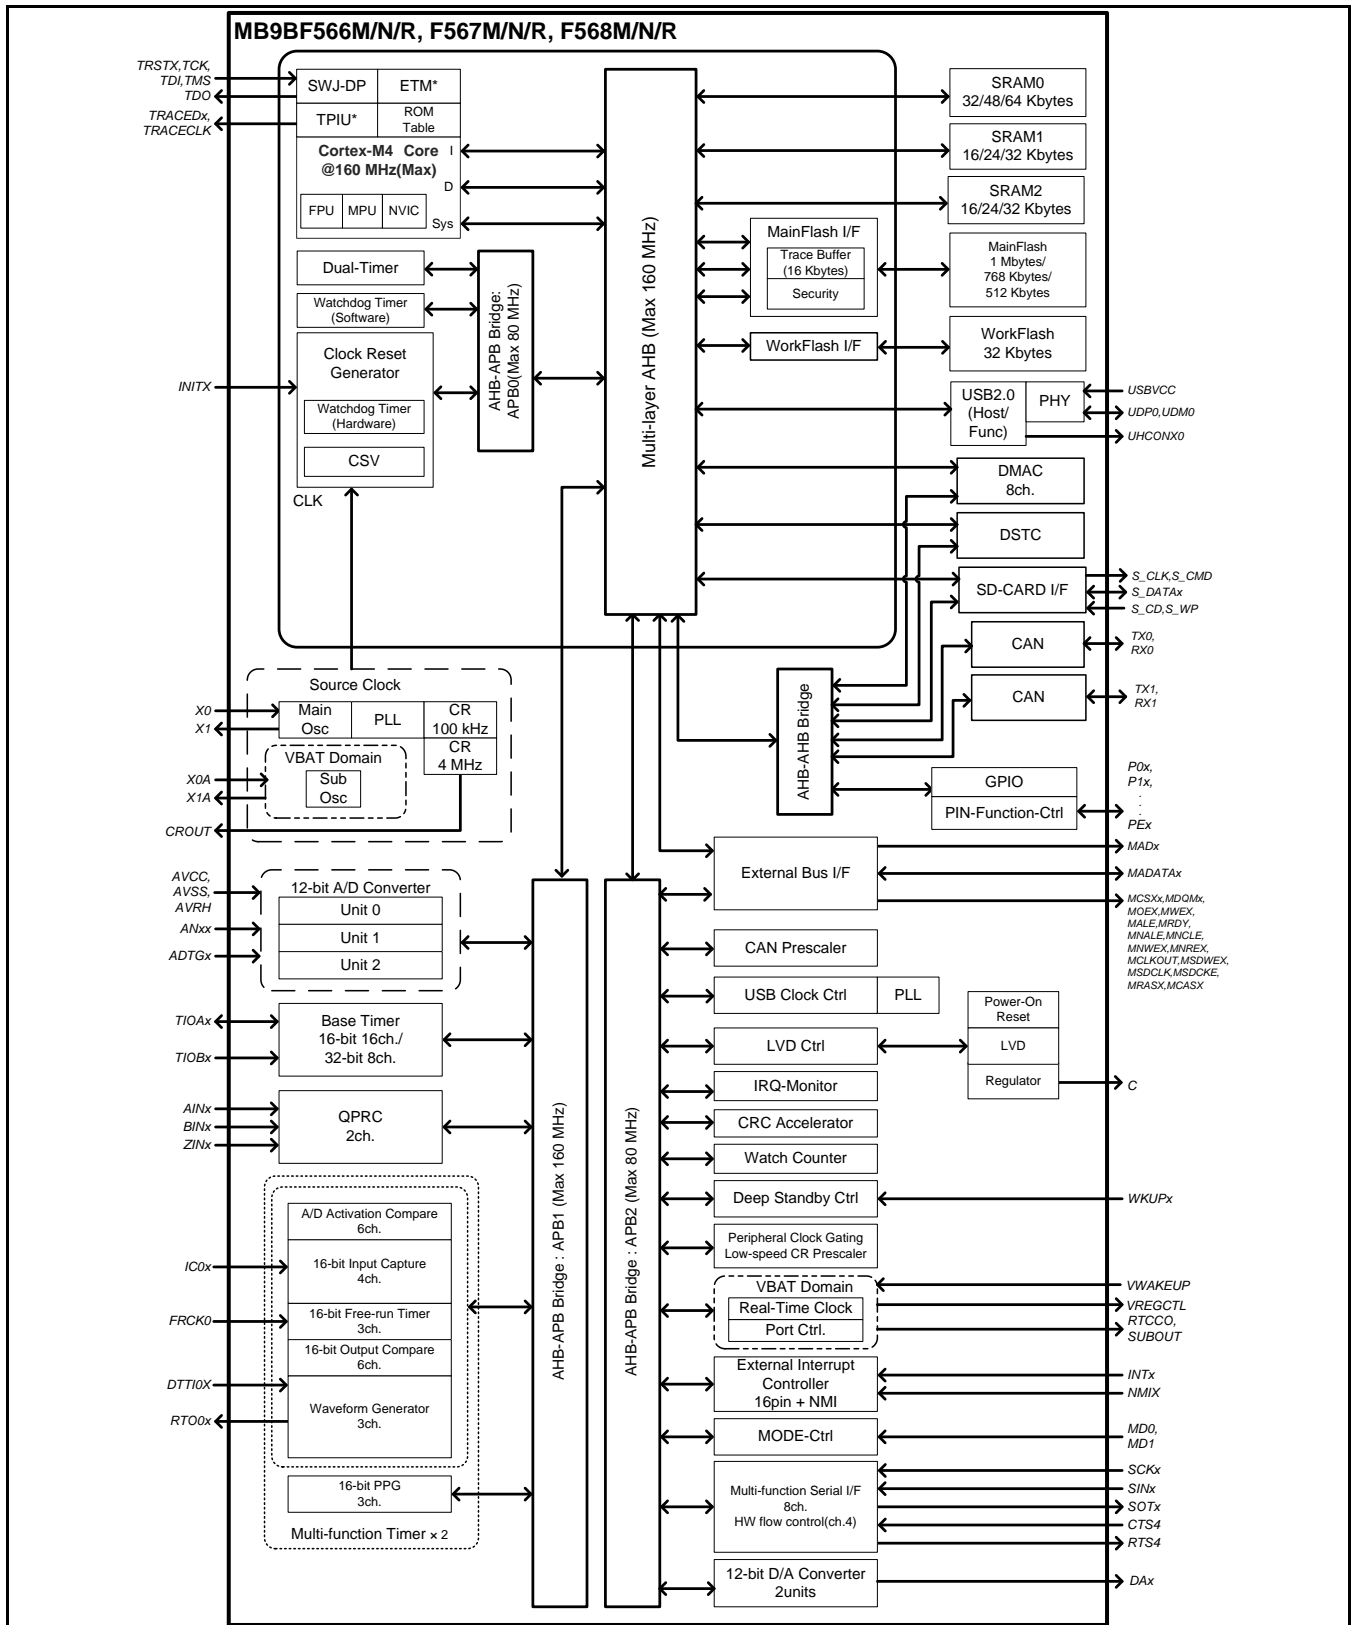 MB9BF566M/N/R, F567M/N/R, F568M/N/R
TRSTX,TCK,
TDI,TMS
TDO
TRACEDx,
TRACECLK
SWJ-DP
ETM*
TPIU*
ROM
Table
Cortex-M4 Core
@160 MHz(Max)
I
D
Sys
FPU
MPU
NVIC
Dual-Timer
Watchdog Timer
(Software)
Clock Reset
Generator
Watchdog Timer
(Hardware)
CSV
CLK
INITX
AHB-APB Bridge:
APB0(Max 80 MHz)
Multi-layer AHB (Max 160 MHz)
SRAM0
32/48/64 Kbytes
SRAM1
16/24/32 Kbytes
SRAM2
16/24/32 Kbytes
MainFlash I/F
Trace Buffer
(16 Kbytes)
Security
MainFlash
1 Mbytes/
768 Kbytes/
512 Kbytes
WorkFlash I/F
WorkFlash
32 Kbytes
USB2.0
(Host/
Func)
PHY
USBVCC
UDP0,UDM0
UHCONX0
DMAC
8ch.
DSTC
SD-CARD I/F
S_CLK,S_CMD
S_DATAx
S_CD,S_WP
CAN
TX0,
RX0
CAN
TX1,
RX1
AHB-AHB Bridge
GPIO
PIN-Function-Ctrl
P0x,
P1x,
.
.
PEx
Source Clock
X0
X1
Main
Osc
PLL
CR
100 kHz
CR
4 MHz
VBAT Domain
Sub
Osc
X0A
X1A
CROUT
AVCC,
AVSS,
AVRH
ANxx
ADTGx
12-bit A/D Converter
Unit 0
Unit 1
Unit 2
TIOAx
TIOBx
Base Timer
16-bit 16ch./
32-bit 8ch.
AINx
BINx
ZINx
QPRC
2ch.
A/D Activation Compare
6ch.
16-bit Input Capture
4ch.
16-bit Free-run Timer
3ch.
16-bit Output Compare
6ch.
Waveform Generator
3ch.
16-bit PPG
3ch.
Multi-function Timer × 2
IC0x
FRCK0
DTTI0X
RTO0x
AHB-APB Bridge : APB1 (Max 160 MHz)
AHB-APB Bridge : APB2 (Max 80 MHz)
External Bus I/F
MADx
MADATAx
MCSXx,MDQMx,
MOEX,MWEX,
MALE,MRDY,
MNALE,MNCLE,
MNWEX,MNREX,
MCLKOUT,MSDWEX,
MSDCLK,MSDCKE,
MRASX,MCASX
CAN Prescaler
USB Clock Ctrl
PLL
Power-On
Reset
LVD Ctrl
LVD
Regulator
C
IRQ-Monitor
CRC Accelerator
Watch Counter
Deep Standby Ctrl
WKUPx
Peripheral Clock Gating
Low-speed CR Prescaler
VBAT Domain
Real-Time Clock
Port Ctrl.
VWAKEUP
VREGCTL
RTCCO,
SUBOUT
External Interrupt
Controller
16pin + NMI
INTx
NMIX
MODE-Ctrl
MD0,
MD1
Multi-function Serial I/F
8ch.
HW flow control(ch.4)
SCKx
SINx
SOTx
CTS4
RTS4
12-bit D/A Converter
2units
DAx